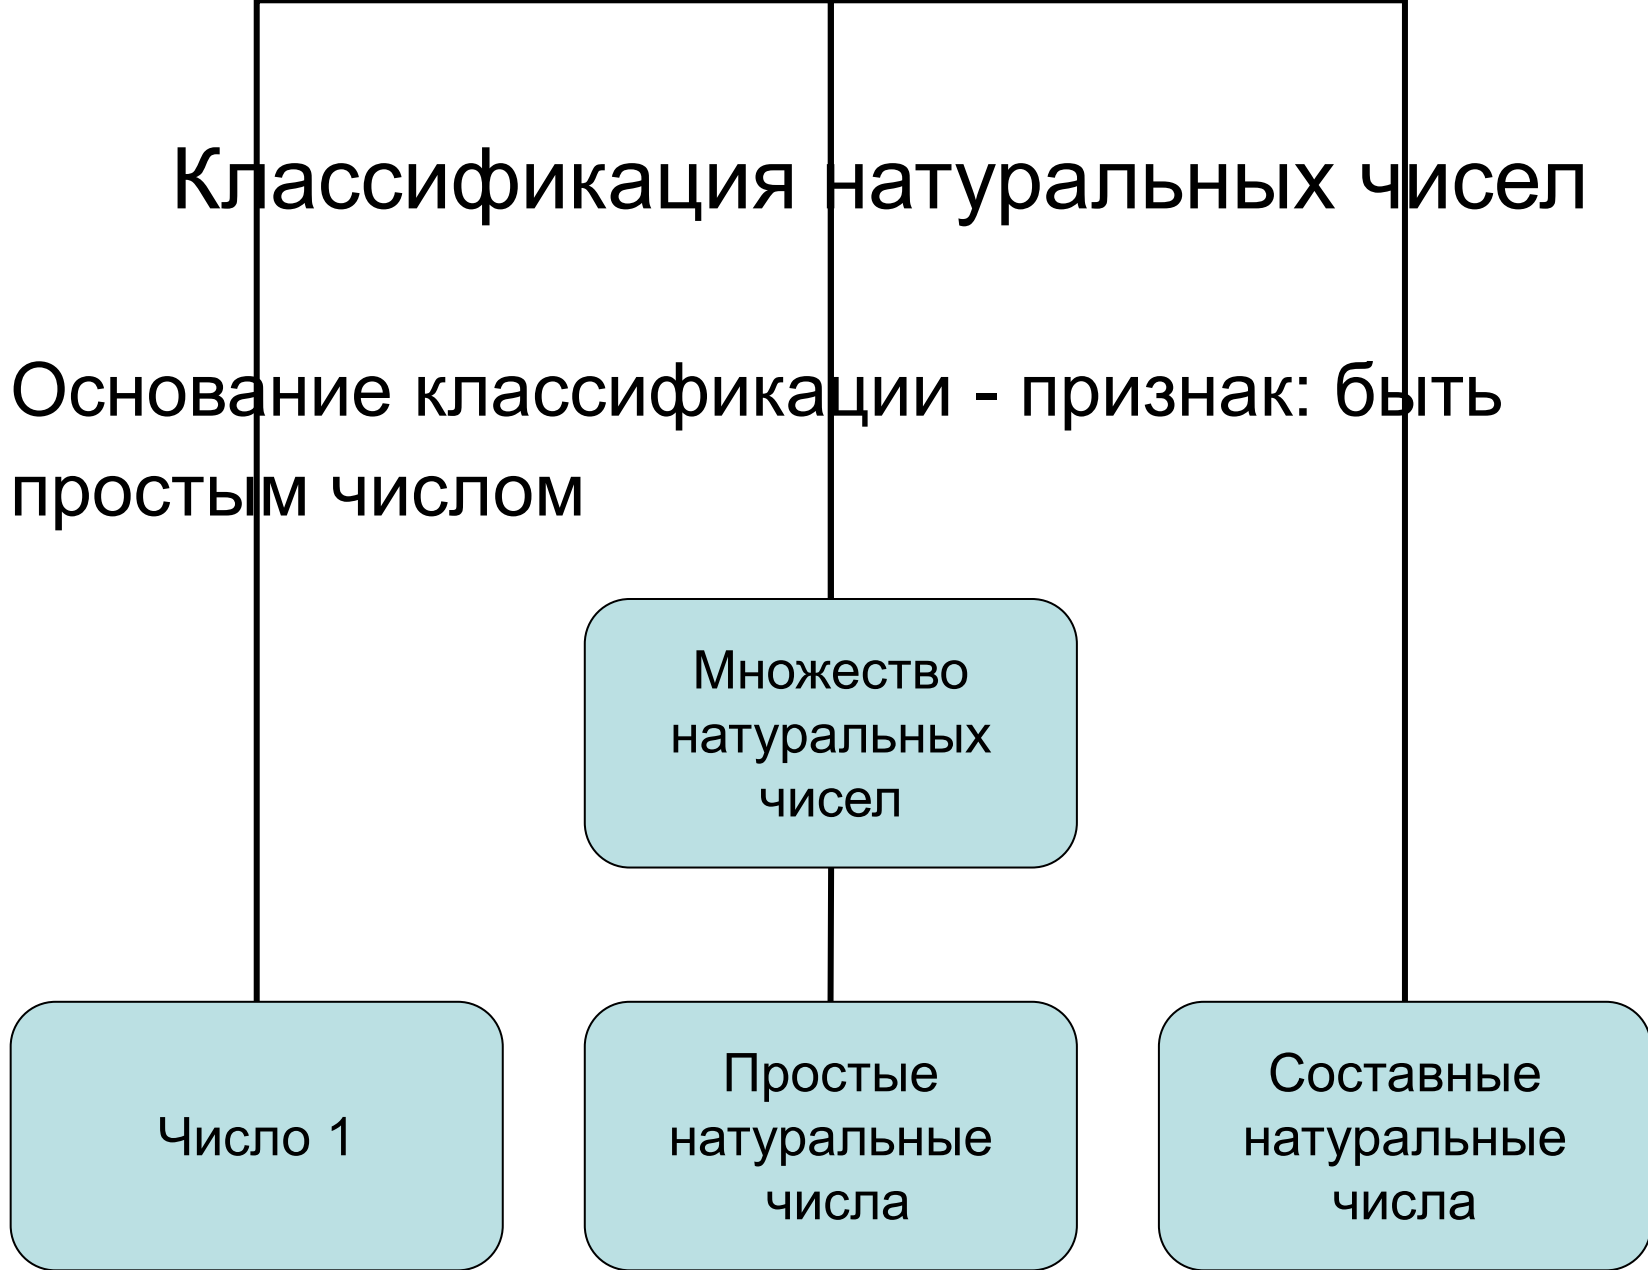 Классификация натуральных чисел
Основание классификации - признак: быть
простым числом
Множество
натуральных
чисел
Число 1
Простые
натуральные
числа
Составные
натуральные
числа